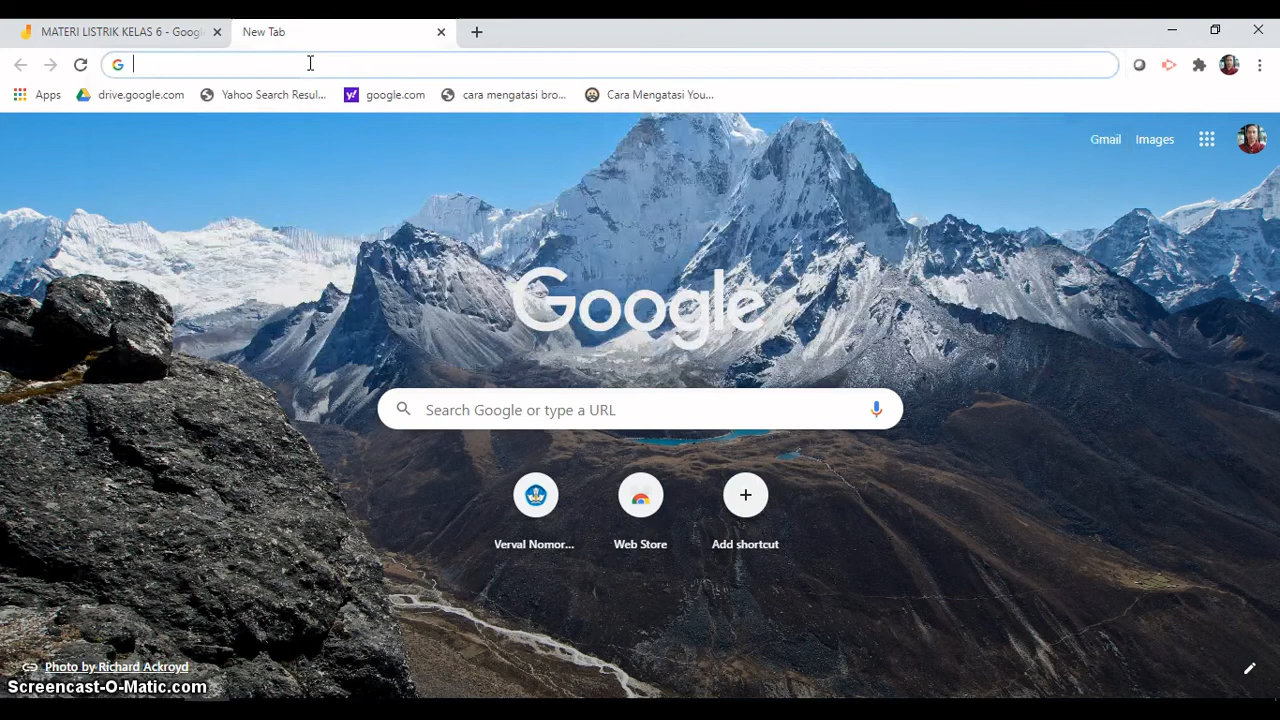 MATERI LISTRIK KELAS 6 - Googl
New Tab
Apps
drive.google.com
Yahoo Search Resul...
google.com
cara mengatasi bro...
Cara Mengatasi You...
Gmail
Images
Google
Search Google or type a URL
Verval Nomor...
Web Store
Add shortcut
Photo by Richard Ackroyd
Screencast-O-Matic.com